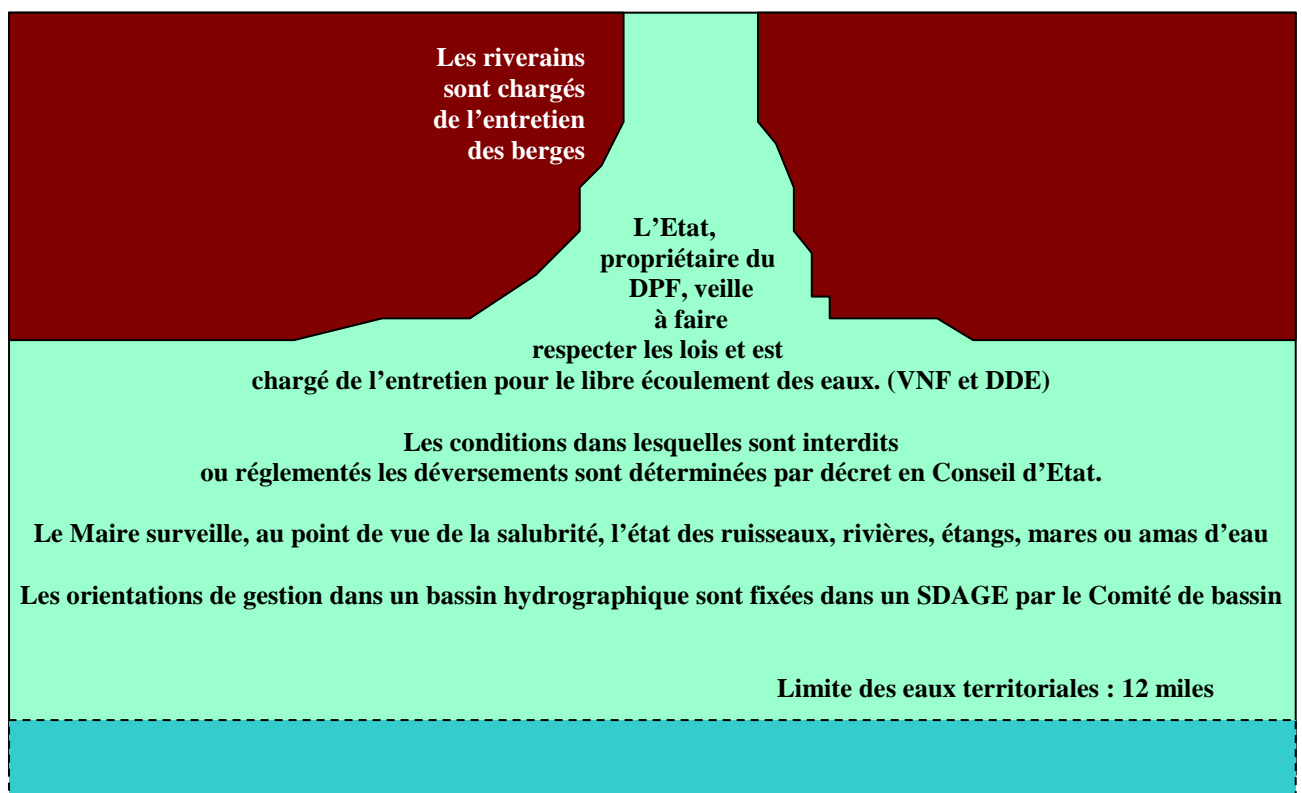 Les riverains
sont chargés
de l’entretien
des berges
L’Etat,
propriétaire du
DPF, veille
à faire
respecter les lois et est
chargé de l’entretien pour le libre écoulement des eaux. (VNF et DDE)
Les conditions dans lesquelles sont interdits
ou réglementés les déversements sont déterminées par décret en Conseil d’Etat.
Le Maire surveille, au point de vue de la salubrité, l’état des ruisseaux, rivières, étangs, mares ou amas d’eau
Les orientations de gestion dans un bassin hydrographique sont fixées dans un SDAGE par le Comité de bassin
Limite des eaux territoriales : 12 miles